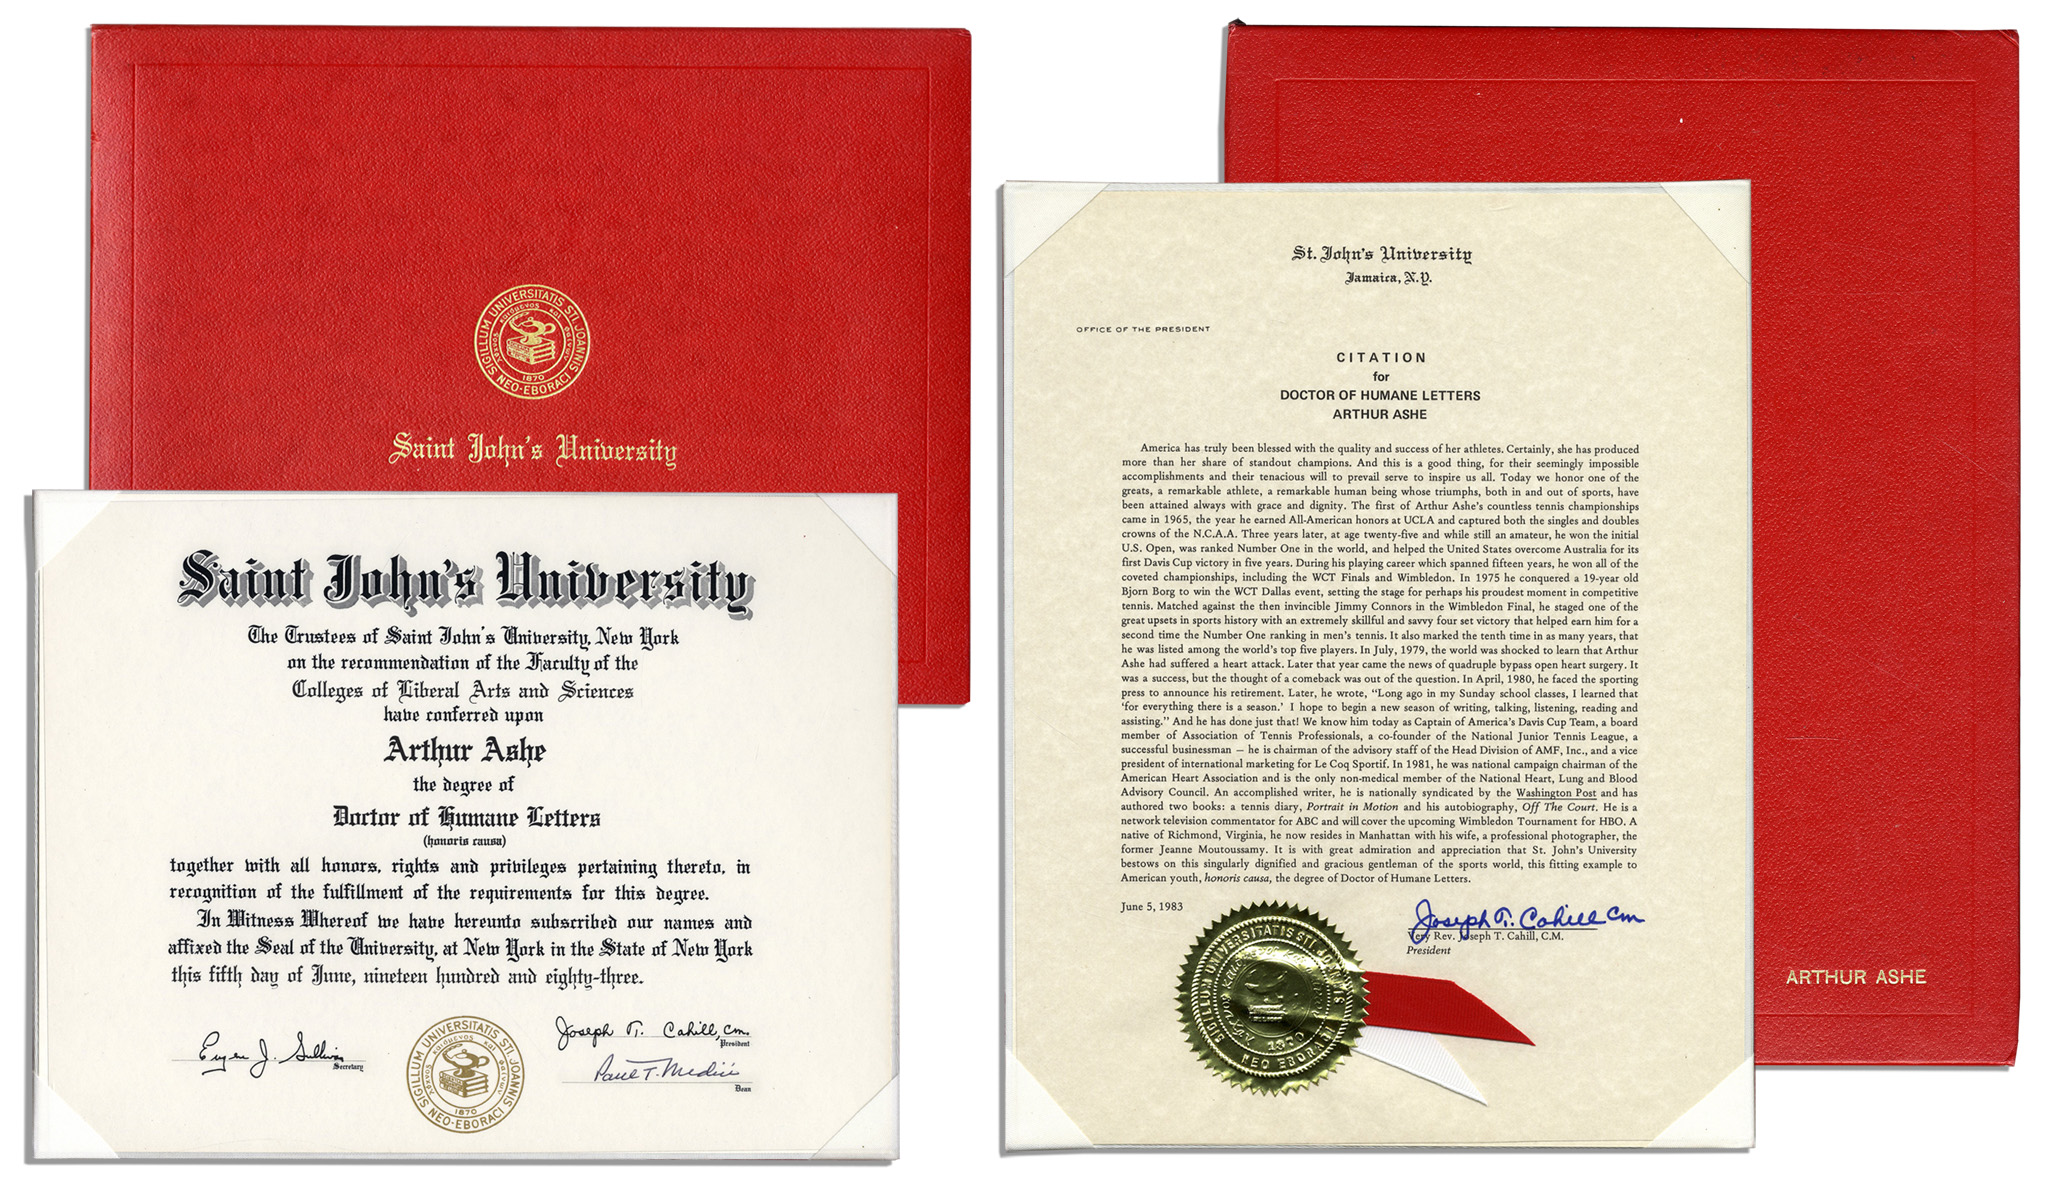 SIGILLUM UNIVERSITATIS STI. JOANNIS
NEO-EBORACI
1870
Saint John's University
Saint John's University
The Trustees of Saint John's University, New York
on the recommendation of the Faculty of the
Colleges of Liberal Arts and Sciences
have conferred upon
Arthur Ashe
the degree of
Doctor of Humane Letters
(honoris causa)
together with all honors, rights and privileges pertaining thereto, in
recognition of the fulfillment of the requirements for this degree.
In Witness Whereof we have hereunto subscribed our names and
affixed the Seal of the University, at New York in the State of New York
this fifth day of June, nineteen hundred and eighty-three.
Eugene J. Sullivan
Secretary
SIGILLUM UNIVERSITATIS STI. JOANNIS
NEO-EBORACI
1870
Joseph T. Cahill, cm.
President
Paul T. Medici
Dean
St. John's University
Jamaica, N.Y.
OFFICE OF THE PRESIDENT
CITATION
for
DOCTOR OF HUMANE LETTERS
ARTHUR ASHE
America has truly been blessed with the quality and success of her athletes. Certainly, she has produced
more than her share of standout champions. And this is a good thing, for their seemingly impossible
accomplishments and their tenacious will to prevail serve to inspire us all. Today we honor one of the
greats, a remarkable athlete, a remarkable human being whose triumphs, both in and out of sports, have
been attained always with grace and dignity. The first of Arthur Ashe's countless tennis championships
came in 1965, the year he earned All-American honors at UCLA and captured both the singles and doubles
crowns of the N.C.A.A. Three years later, at age twenty-five and while still an amateur, he won the initial
U.S. Open, was ranked Number One in the world, and helped the United States overcome Australia for its
first Davis Cup victory in five years. During his playing career which spanned fifteen years, he won all of the
coveted championships, including the WCT Finals and Wimbledon. In 1975 he conquered a 19-year old
Bjorn Borg to win the WCT Dallas event, setting the stage for perhaps his proudest moment in competitive
tennis. Matched against the then invincible Jimmy Connors in the Wimbledon Final, he staged one of the
great upsets in sports history with an extremely skillful and savvy four set victory that helped earn him for a
second time the Number One ranking in men's tennis. It also marked the tenth time in as many years, that
he was listed among the world's top five players. In July, 1979, the world was shocked to learn that Arthur
Ashe had suffered a heart attack. Later that year came the news of quadruple bypass open heart surgery. It
was a success, but the thought of a comeback was out of the question. In April, 1980, he faced the sporting
press to announce his retirement. Later, he wrote, "Long ago in my Sunday school classes, I learned that
'for everything there is a season.' I hope to begin a new season of writing, talking, listening, reading and
assisting." And he has done just that! We know him today as Captain of America's Davis Cup Team, a board
member of Association of Tennis Professionals, a co-founder of the National Junior Tennis League, a
successful businessman — he is chairman of the advisory staff of the Head Division of AMF, Inc., and a vice
president of international marketing for Le Coq Sportif. In 1981, he was national campaign chairman of the
American Heart Association and is the only non-medical member of the National Heart, Lung and Blood
Advisory Council. An accomplished writer, he is nationally syndicated by the Washington Post and has
authored two books: a tennis diary, Portrait in Motion and his autobiography, Off The Court. He is a
network television commentator for ABC and will cover the upcoming Wimbledon Tournament for HBO. A
native of Richmond, Virginia, he now resides in Manhattan with his wife, a professional photographer, the
former Jeanne Moutoussamy. It is with great admiration and appreciation that St. John's University
bestows on this singularly dignified and gracious gentleman of the sports world, this fitting example to
American youth, honoris causa, the degree of Doctor of Humane Letters.
June 5, 1983
Joseph T. Cahill cm
Very Rev. Joseph T. Cahill, C.M.
President
SIGILLUM UNIVERSITATIS STI. JOANNIS
NEO EBORACI
1870
ARTHUR ASHE